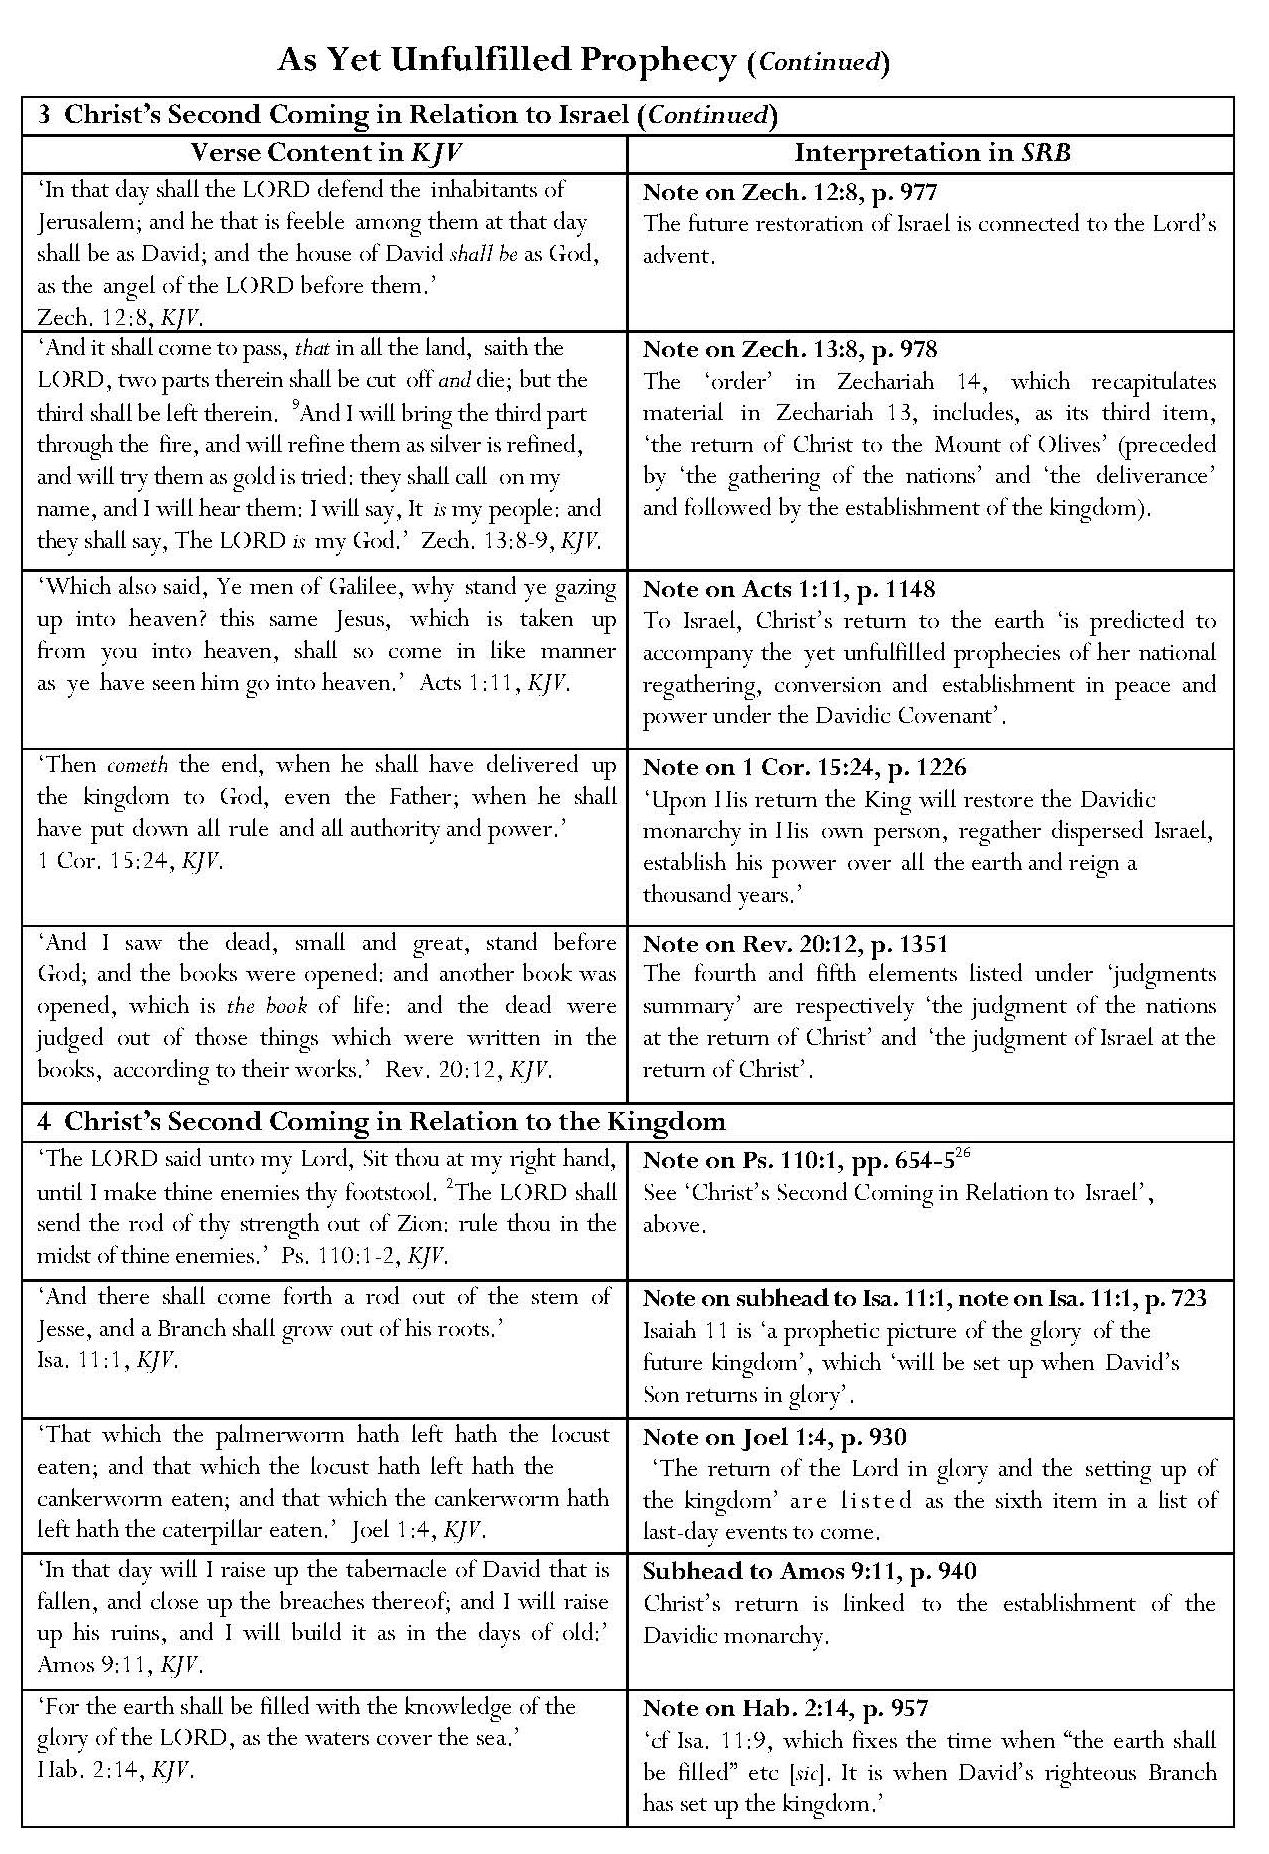 As Yet Unfulfilled Prophecy (Continued)
3 Christ's Second Coming in Relation to Israel (Continued)
Verse Content in KJV
Interpretation in SRB
‘In that day shall the LORD defend the inhabitants of
Jerusalem; and he that is feeble among them at that day
shall be as David; and the house of David shall be as God,
as the angel of the LORD before them.’
Zech. 12:8, KJV.
Note on Zech. 12:8, p. 977
The future restoration of Israel is connected to the Lord’s
advent.
‘And it shall come to pass, that in all the land, saith the
LORD, two parts therein shall be cut off and die; but the
third shall be left therein. 9And I will bring the third part
through the fire, and will refine them as silver is refined,
and will try them as gold is tried: they shall call on my
name, and I will hear them: I will say, It is my people: and
they shall say, The LORD is my God.’ Zech. 13:8-9, KJV.
Note on Zech. 13:8, p. 978
The ‘order’ in Zechariah 14, which recapitulates
material in Zechariah 13, includes, as its third item,
‘the return of Christ to the Mount of Olives’ (preceded
by ‘the gathering of the nations’ and ‘the deliverance’
and followed by the establishment of the kingdom).
‘Which also said, Ye men of Galilee, why stand ye gazing
up into heaven? this same Jesus, which is taken up
from you into heaven, shall so come in like manner
as ye have seen him go into heaven.’ Acts 1:11, KJV.
Note on Acts 1:11, p. 1148
To Israel, Christ’s return to the earth ‘is predicted to
accompany the yet unfulfilled prophecies of her national
regathering, conversion and establishment in peace and
power under the Davidic Covenant’.
‘Then cometh the end, when he shall have delivered up
the kingdom to God, even the Father; when he shall
have put down all rule and all authority and power.’
1 Cor. 15:24, KJV.
Note on 1 Cor. 15:24, p. 1226
‘Upon His return the King will restore the Davidic
monarchy in His own person, regather dispersed Israel,
establish his power over all the earth and reign a
thousand years.’
‘And I saw the dead, small and great, stand before
God; and the books were opened: and another book was
opened, which is the book of life: and the dead were
judged out of those things which were written in the
books, according to their works.’ Rev. 20:12, KJV.
Note on Rev. 20:12, p. 1351
The fourth and fifth elements listed under ‘judgments
summary’ are respectively ‘the judgment of the nations
at the return of Christ’ and ‘the judgment of Israel at the
return of Christ’.
4 Christ’s Second Coming in Relation to the Kingdom
‘The LORD said unto my Lord, Sit thou at my right hand,
until I make thine enemies thy footstool. 2The LORD shall
send the rod of thy strength out of Zion: rule thou in the
midst of thine enemies.’ Ps. 110:1-2, KJV.
Note on Ps. 110:1, pp. 654-5 26
See ‘Christ’s Second Coming in Relation to Israel’,
above.
‘And there shall come forth a rod out of the stem of
Jesse, and a Branch shall grow out of his roots.’
Isa. 11:1, KJV.
Note on subhead to Isa. 11:1, note on Isa. 11:1, p. 723
Isaiah 11 is ‘a prophetic picture of the glory of the
future kingdom’, which ‘will be set up when David’s
Son returns in glory’.
‘That which the palmerworm hath left hath the locust
eaten; and that which the locust hath left hath the
cankerworm eaten; and that which the cankerworm hath
left hath the caterpillar eaten.’ Joel 1:4, KJV.
Note on Joel 1:4, p. 930
‘The return of the Lord in glory and the setting up of
the kingdom’ are listed as the sixth item in a list of
last-day events to come.
‘In that day will I raise up the tabernacle of David that is
fallen, and close up the breaches thereof; and I will raise
up his ruins, and I will build it as in the days of old:’
Amos 9:11, KJV.
Subhead to Amos 9:11, p. 940
Christ’s return is linked to the establishment of the
Davidic monarchy.
‘For the earth shall be filled with the knowledge of the
glory of the LORD, as the waters cover the sea.’
Hab. 2:14, KJV.
Note on Hab. 2:14, p. 957
‘cf Isa. 11:9, which fixes the time when “the earth shall
be filled” etc [sic]. It is when David’s righteous Branch
has set up the kingdom.’